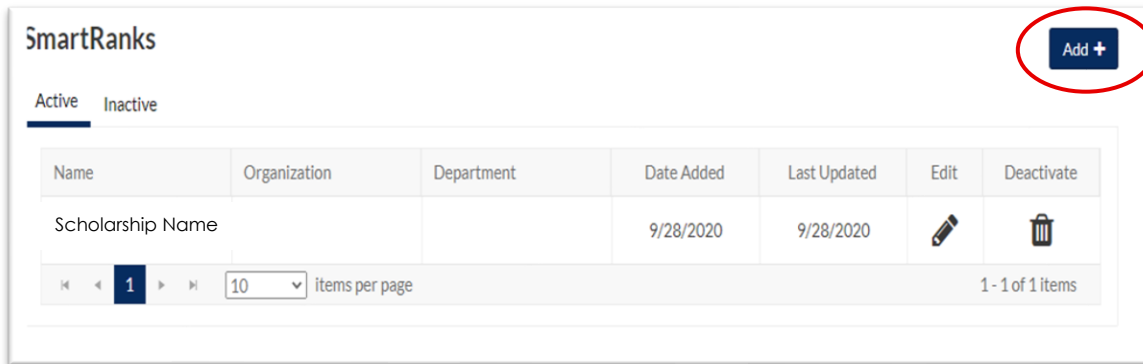 SmartRanks
Add +
Active Inactive
Name Organization Department Date Added Last Updated Edit Deactivate
Scholarship Name 9/28/2020 9/28/2020
1 10 items per page 1 - 1 of 1 items